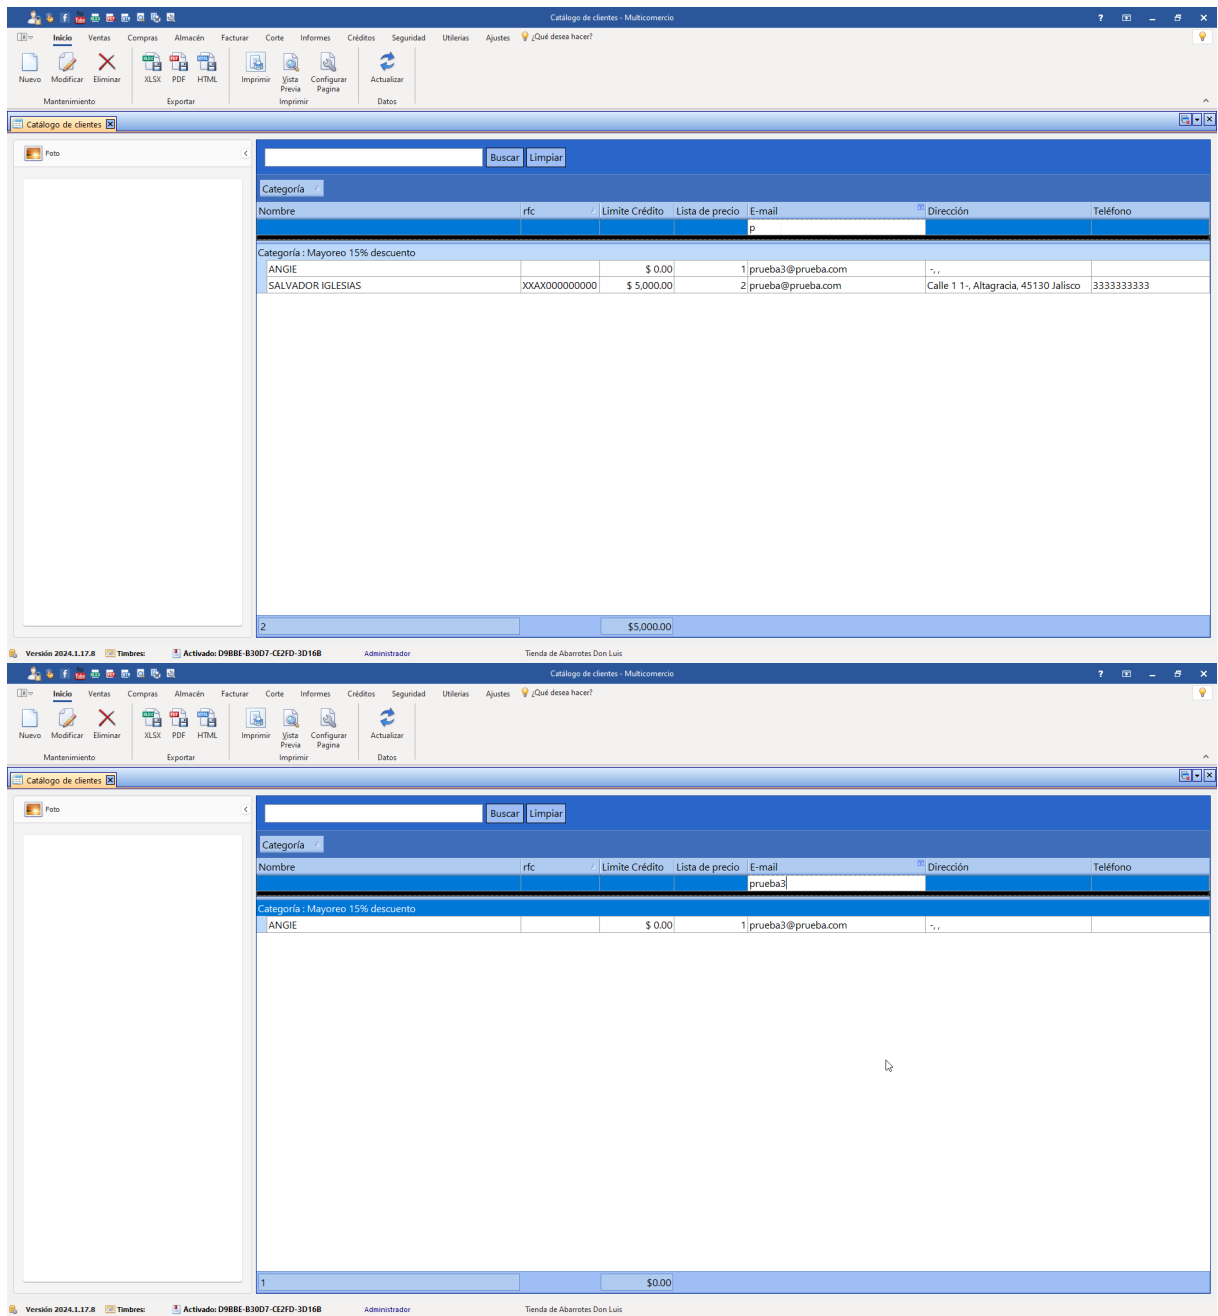 Catálogo de clientes - Multicomercio
Inicio Ventas Compras Almacén Facturar Corte Informes Créditos Seguridad Utilerias Ajustes ¿Qué desea hacer?
Nuevo Modificar Eliminar XLSX PDF HTML Imprimir Vista Previa Configurar Pagina Actualizar
Mantenimiento Exportar Imprimir Datos
Catálogo de clientes
Foto
Buscar Limpiar
Categoría
Nombre rfc Limite Crédito Lista de precio E-mail Dirección Teléfono
p
Categoría : Mayoreo 15% descuento
ANGIE $ 0.00 1 prueba3@prueba.com -, ,
SALVADOR IGLESIAS XXAX000000000 $ 5,000.00 2 prueba@prueba.com Calle 1 1-, Altagracia, 45130 Jalisco 3333333333
2 $5,000.00
Versión 2024.1.17.8 Timbres: Activado: D9BBE-B30D7-CE2FD-3D16B Administrador Tienda de Abarrotes Don Luis
Catálogo de clientes - Multicomercio
Inicio Ventas Compras Almacén Facturar Corte Informes Créditos Seguridad Utilerias Ajustes ¿Qué desea hacer?
Nuevo Modificar Eliminar XLSX PDF HTML Imprimir Vista Previa Configurar Pagina Actualizar
Mantenimiento Exportar Imprimir Datos
Catálogo de clientes
Foto
Buscar Limpiar
Categoría
Nombre rfc Limite Crédito Lista de precio E-mail Dirección Teléfono
prueba3
Categoría : Mayoreo 15% descuento
ANGIE $ 0.00 1 prueba3@prueba.com -, ,
1 $0.00
Versión 2024.1.17.8 Timbres: Activado: D9BBE-B30D7-CE2FD-3D16B Administrador Tienda de Abarrotes Don Luis